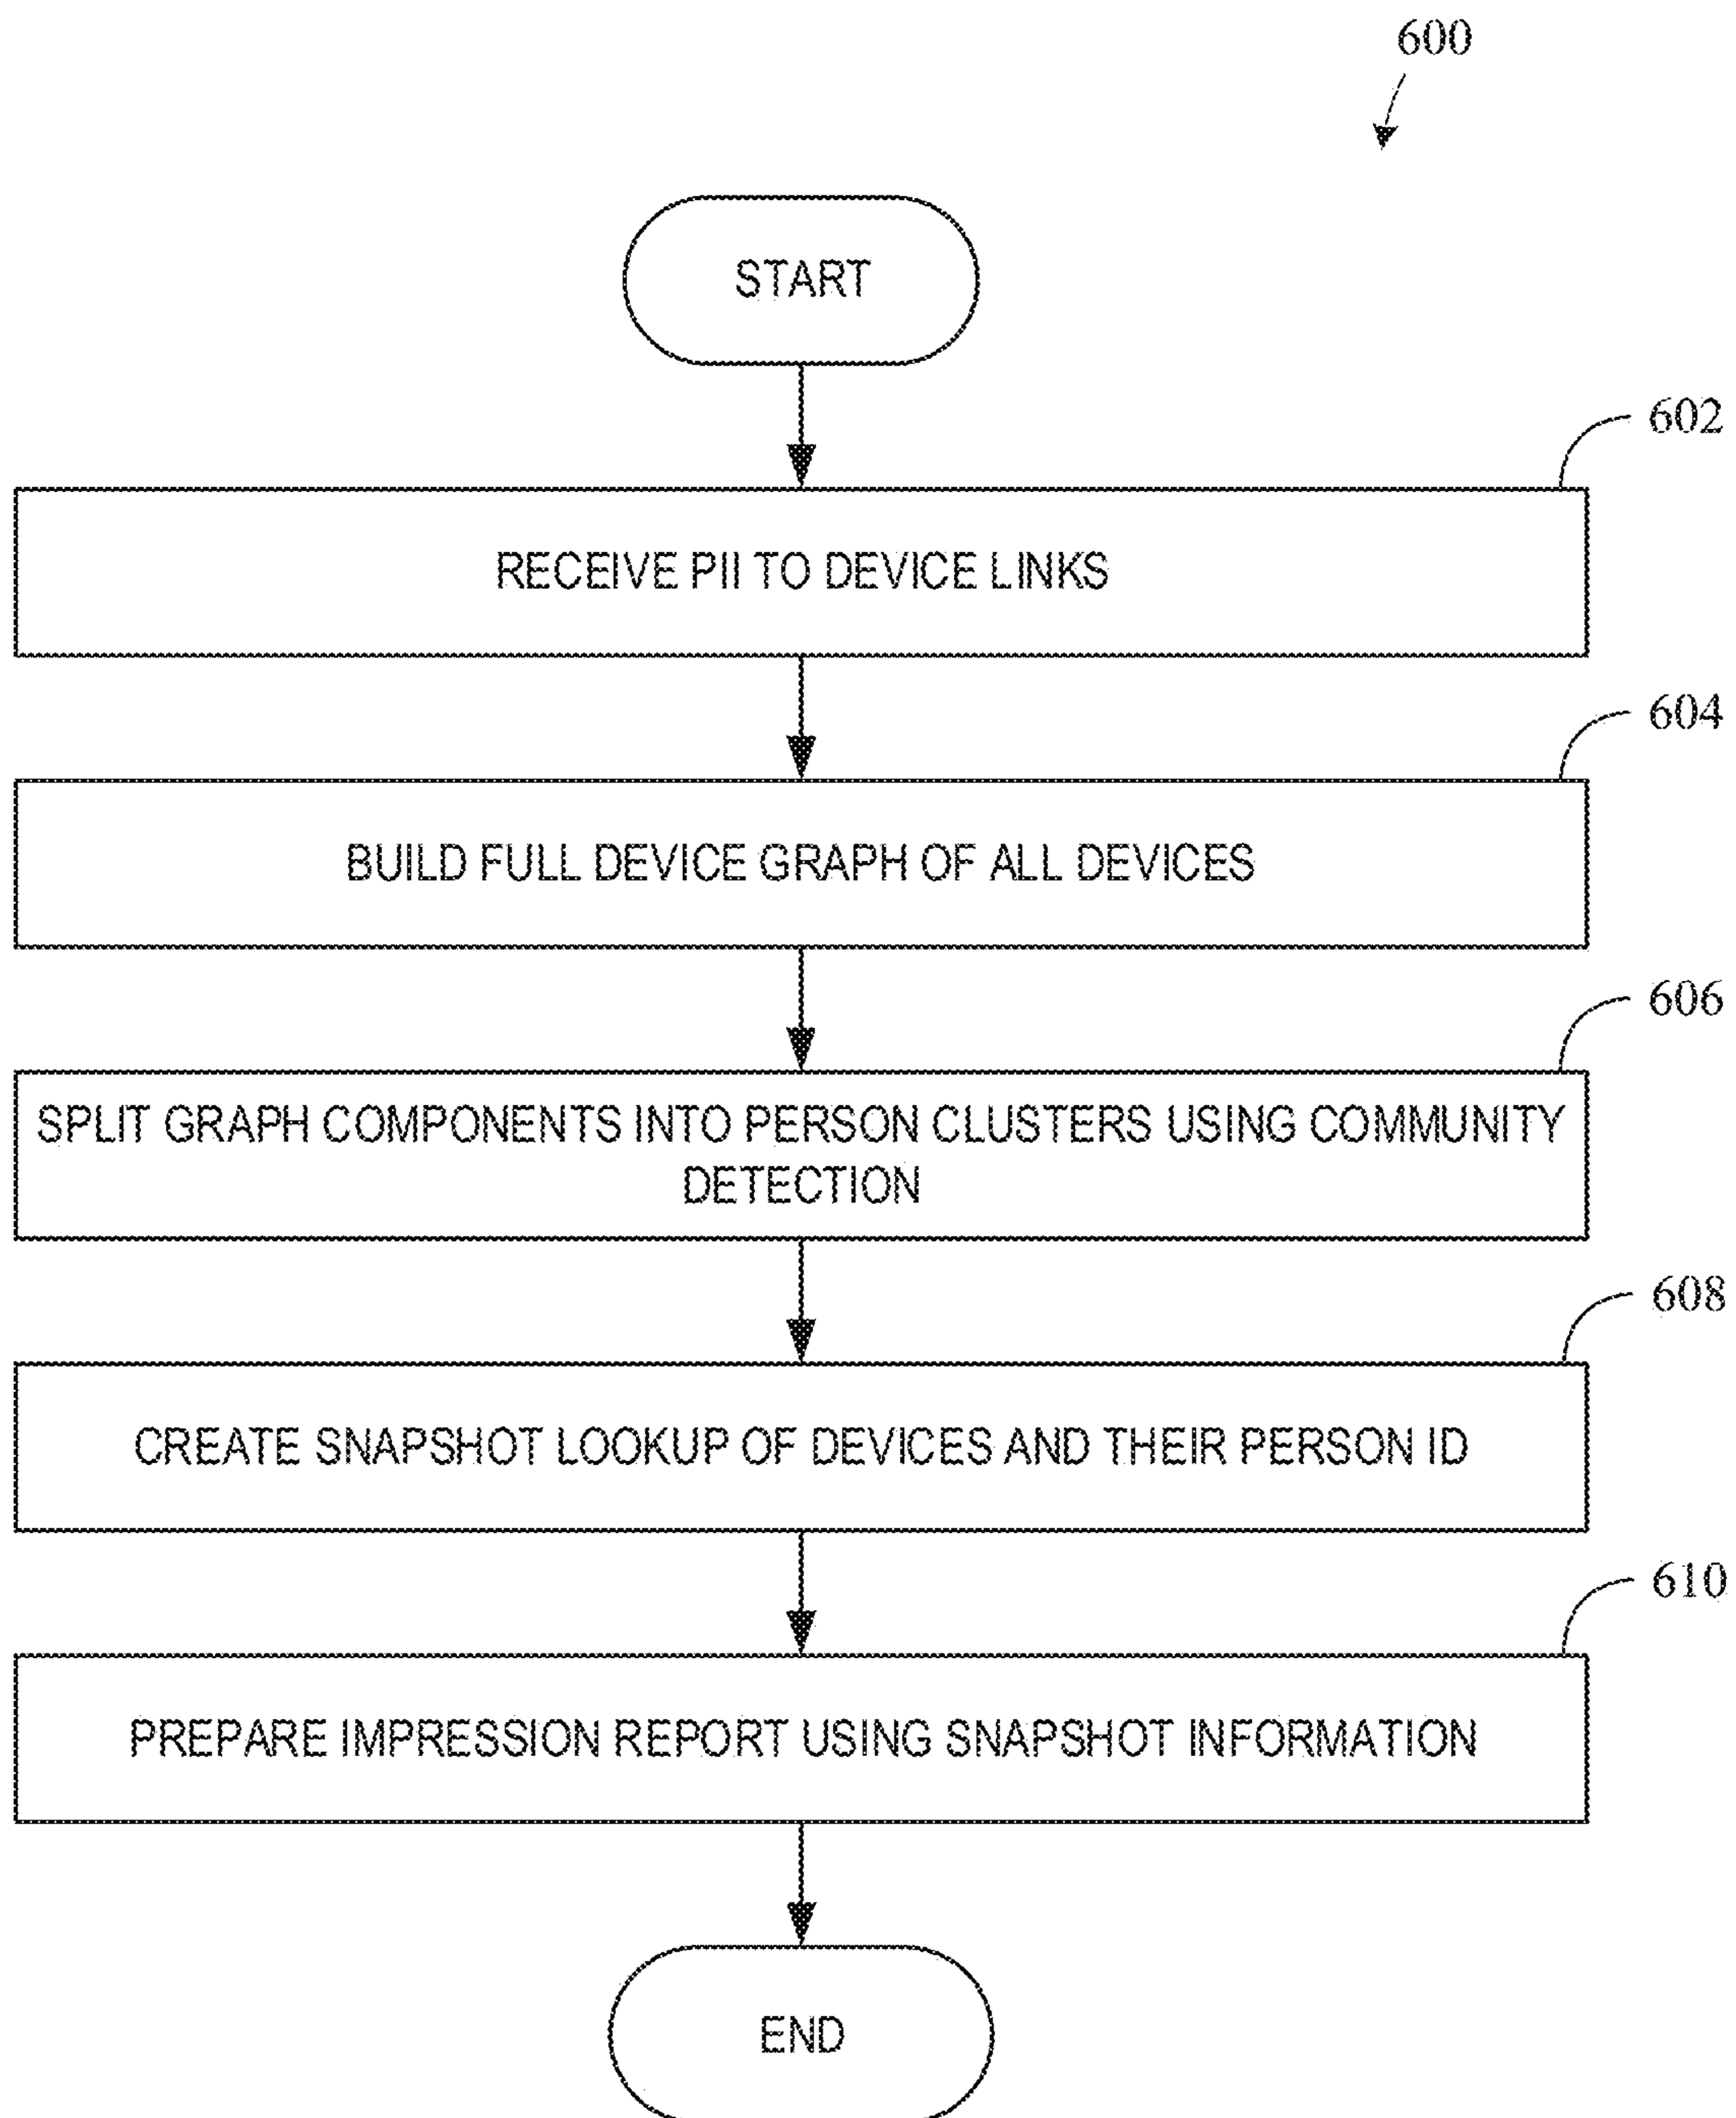 600
START
602
RECEIVE PII TO DEVICE LINKS
604
BUILD FULL DEVICE GRAPH OF ALL DEVICES
606
SPLIT GRAPH COMPONENTS INTO PERSON CLUSTERS USING COMMUNITY
DETECTION
608
CREATE SNAPSHOT LOOKUP OF DEVICES AND THEIR PERSON ID
610
PREPARE IMPRESSION REPORT USING SNAPSHOT INFORMATION
END